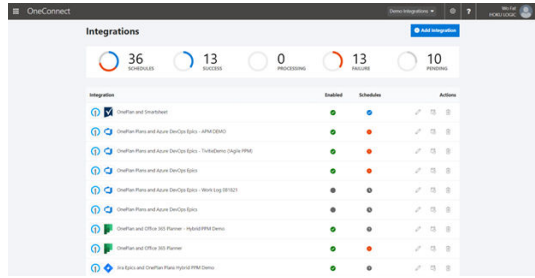 OneConnect
Demo Integrations
?
Wo Fat
HOKU LOGIC
Integrations
Add Integration
36 SCHEDULES
13 SUCCESS
0 PROCESSING
13 FAILURE
10 PENDING
Integration Enabled Schedules Actions
OnePlan and Smartsheet
OnePlan Plans and Azure DevOps Epics - APM DEMO
OnePlan Plans and Azure DevOps Epics - (Agile PPM)
OnePlan Plans and Azure DevOps Epics
OnePlan Plans and Azure DevOps Epics - Work Log 091621
OnePlan Plans and Azure DevOps Epics
OnePlan and Office 365 Planner - Hybrid PPM Demo
OnePlan and Office 365 Planner
Jira Epics and OnePlan Plans Hybrid PPM Demo